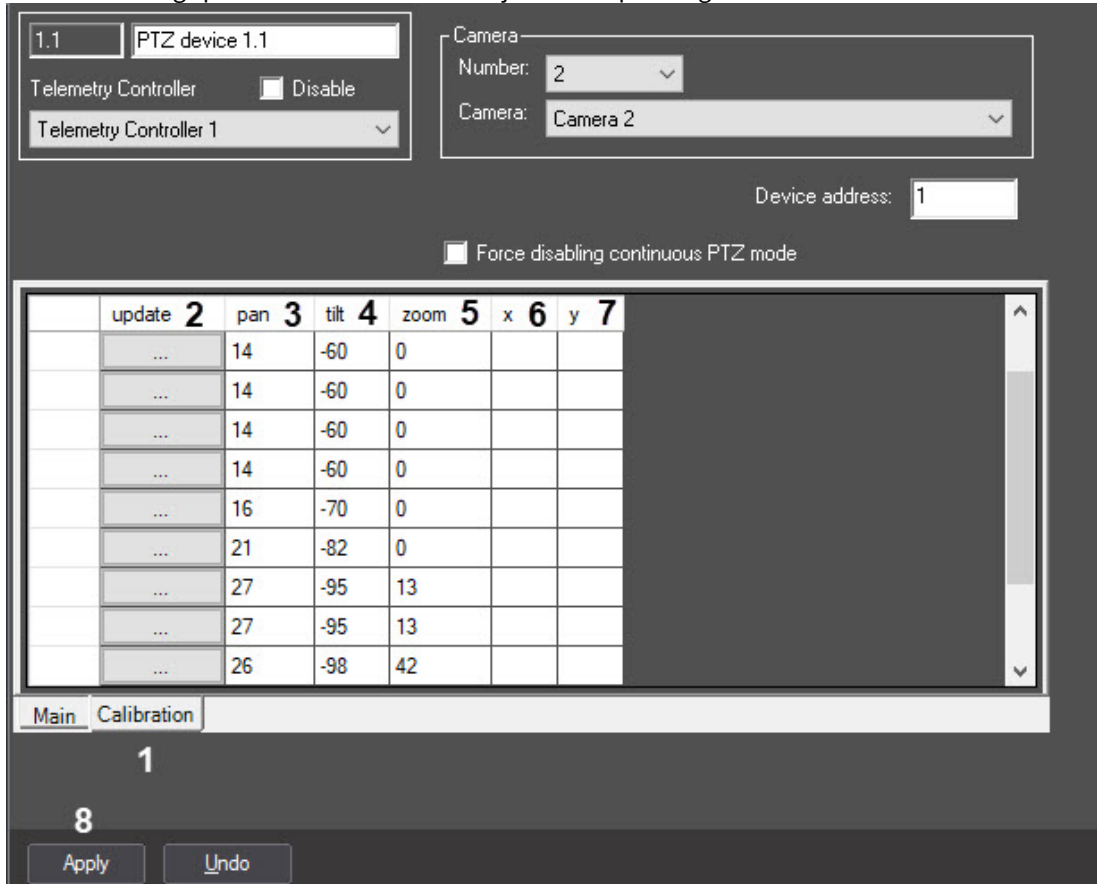 1.1 PTZ device 1.1
Telemetry Controller Disable
Telemetry Controller 1
Camera
Number: 2
Camera: Camera 2
Device address: 1
Force disabling continuous PTZ mode
update 2 pan 3 tilt 4 zoom 5 x 6 y 7
... 14 -60 0
... 14 -60 0
... 14 -60 0
... 14 -60 0
... 16 -70 0
... 21 -82 0
... 27 -95 13
... 27 -95 13
... 26 -98 42
Main Calibration
1
8
Apply Undo